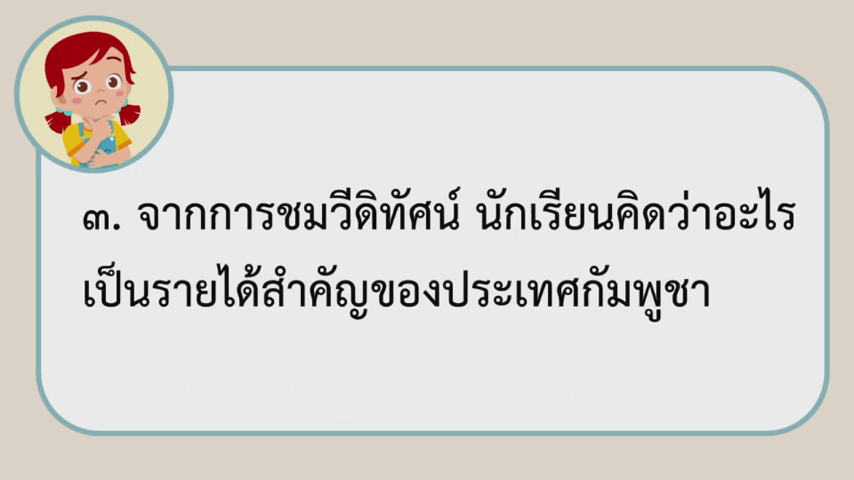 ๓. จากการชมวีดิทัศน์ นักเรียนคิดว่าอะไร
เป็นรายได้สำคัญของประเทศกัมพูชา